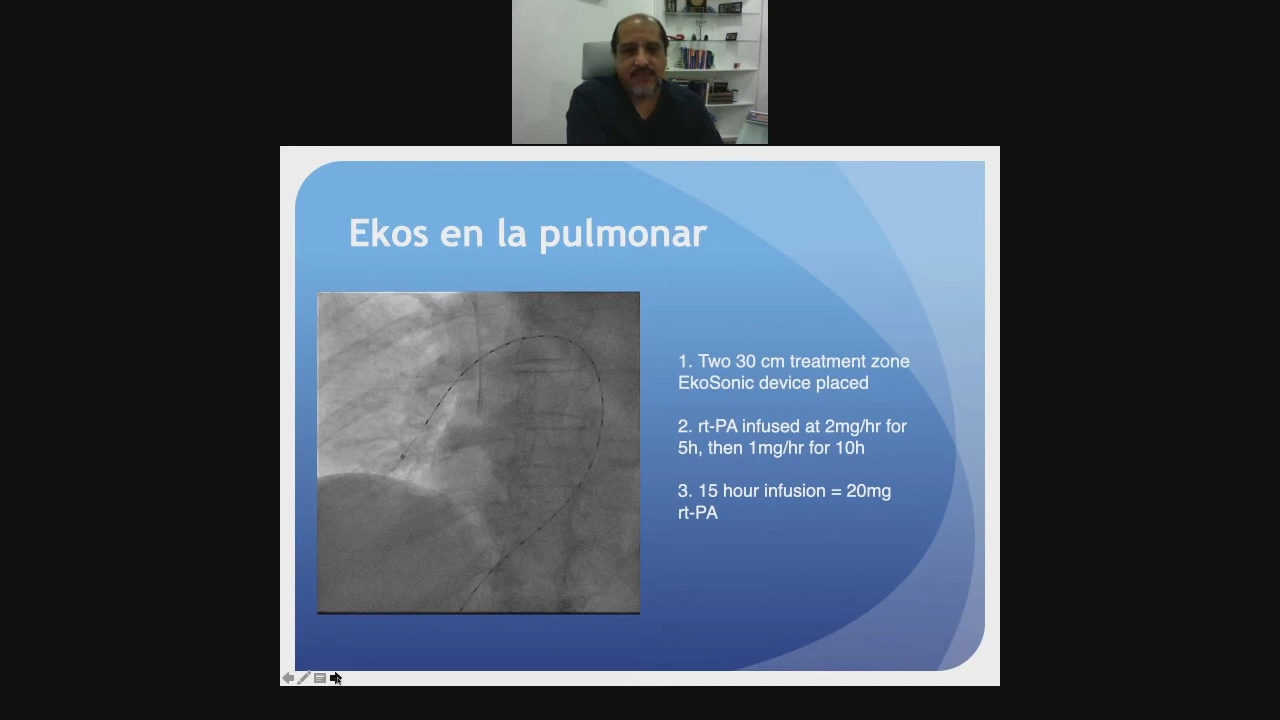 Ekos en la pulmonar
1. Two 30 cm treatment zone
EkoSonic device placed
2. rt-PA infused at 2mg/hr for
5h, then 1mg/hr for 10h
3. 15 hour infusion = 20mg
rt-PA